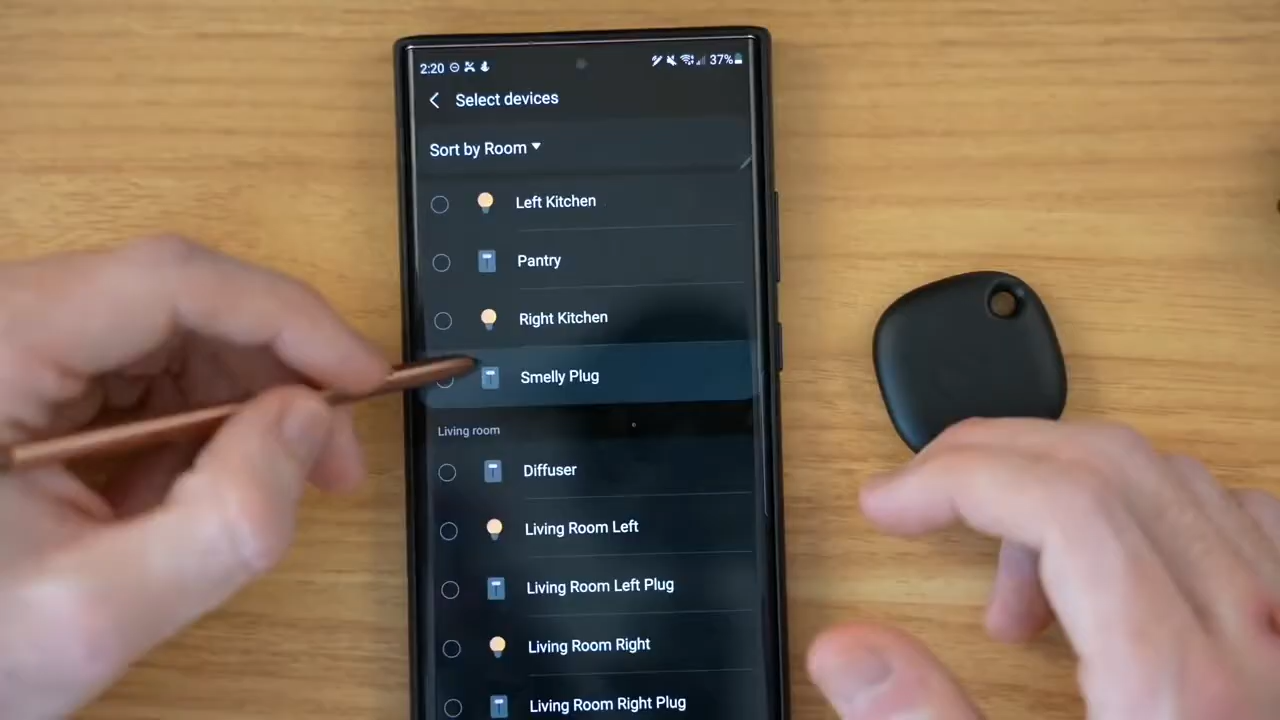 2:20 37%
Select devices
Sort by Room
Left Kitchen
Pantry
Right Kitchen
Smelly Plug
Living room
Diffuser
Living Room Left
Living Room Left Plug
Living Room Right
Living Room Right Plug